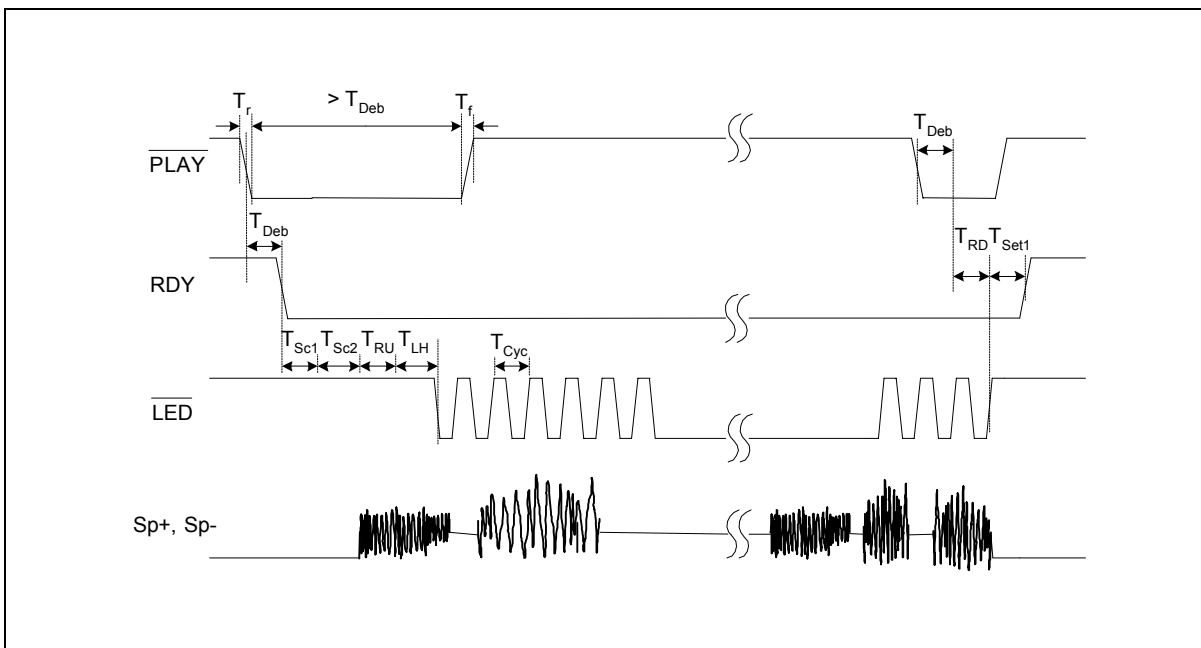 Tr
> TDeb
Tf
TDeb
PLAY
TDeb
TRD TSet1
RDY
TSc1 TSc2 TRU TLH
TCyc
LED
Sp+, Sp-